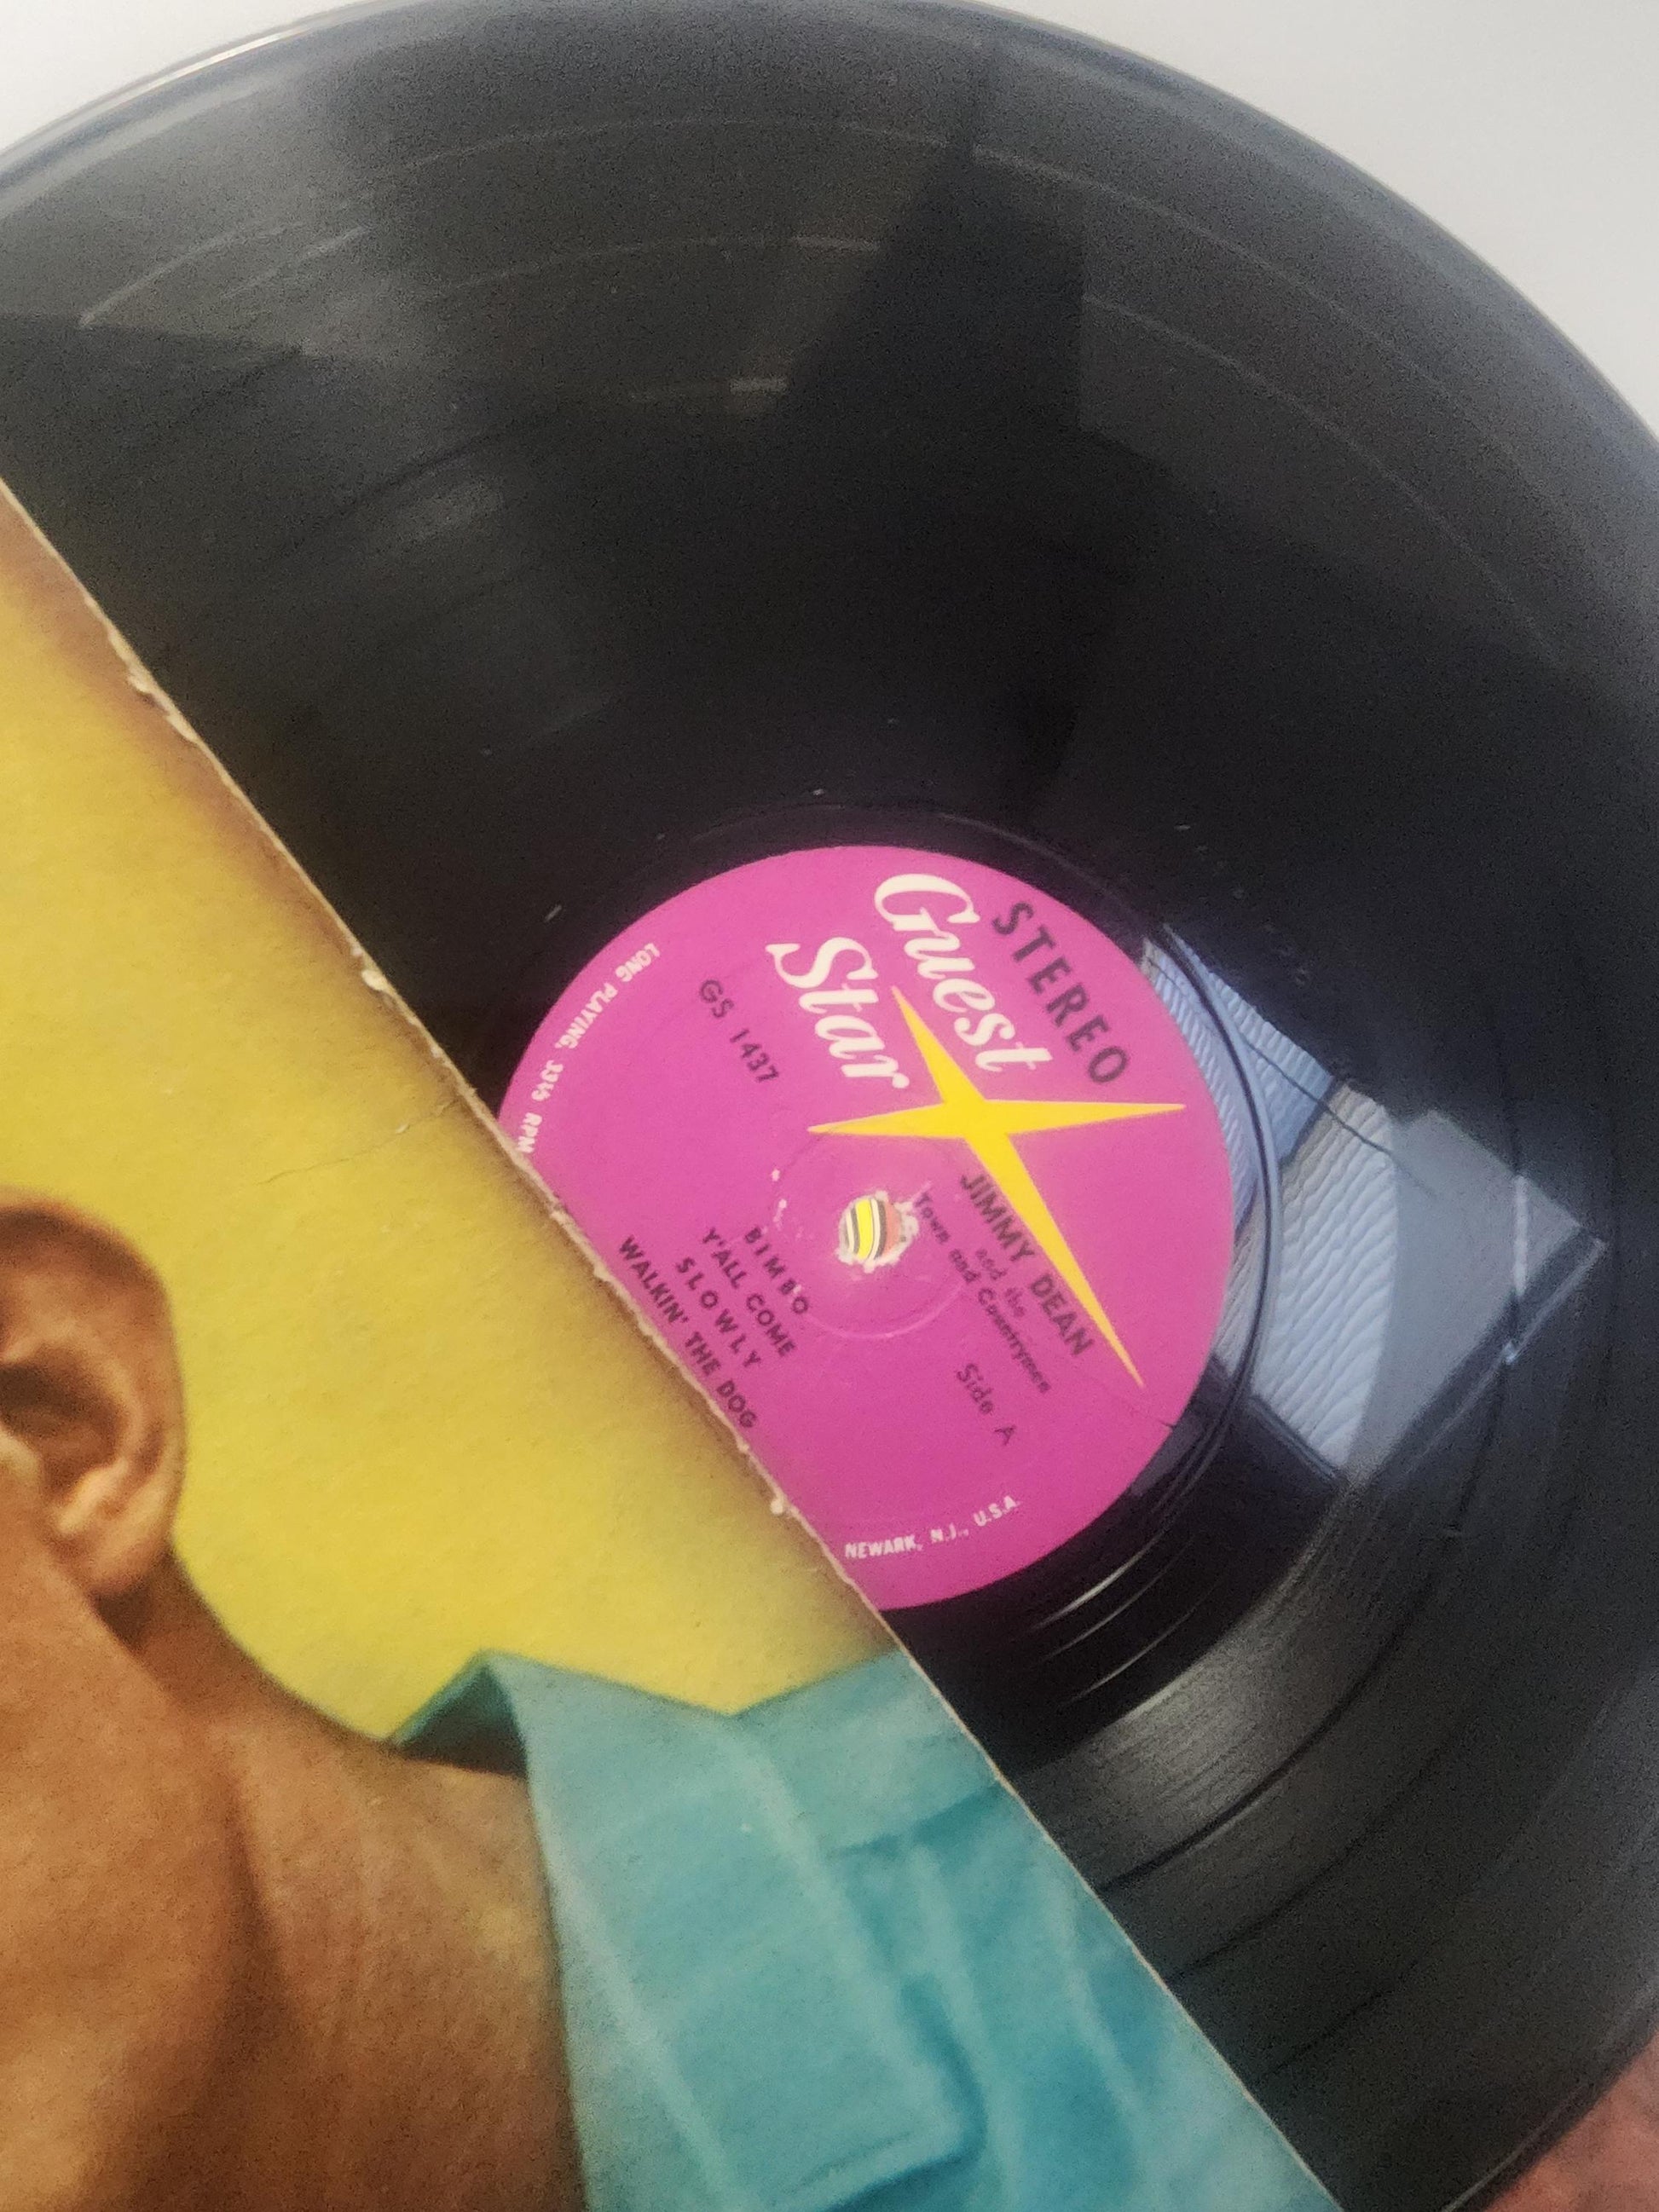 STEREO
Guest
Star
GS 1437
JIMMY DEAN
and the
Town and Countrymen
Side A
BIMBO
Y'ALL COME
SLOWLY
WALKIN' THE DOG
LONG PLAYING, 33⅓ RPM
NEWARK, N.J., U.S.A.